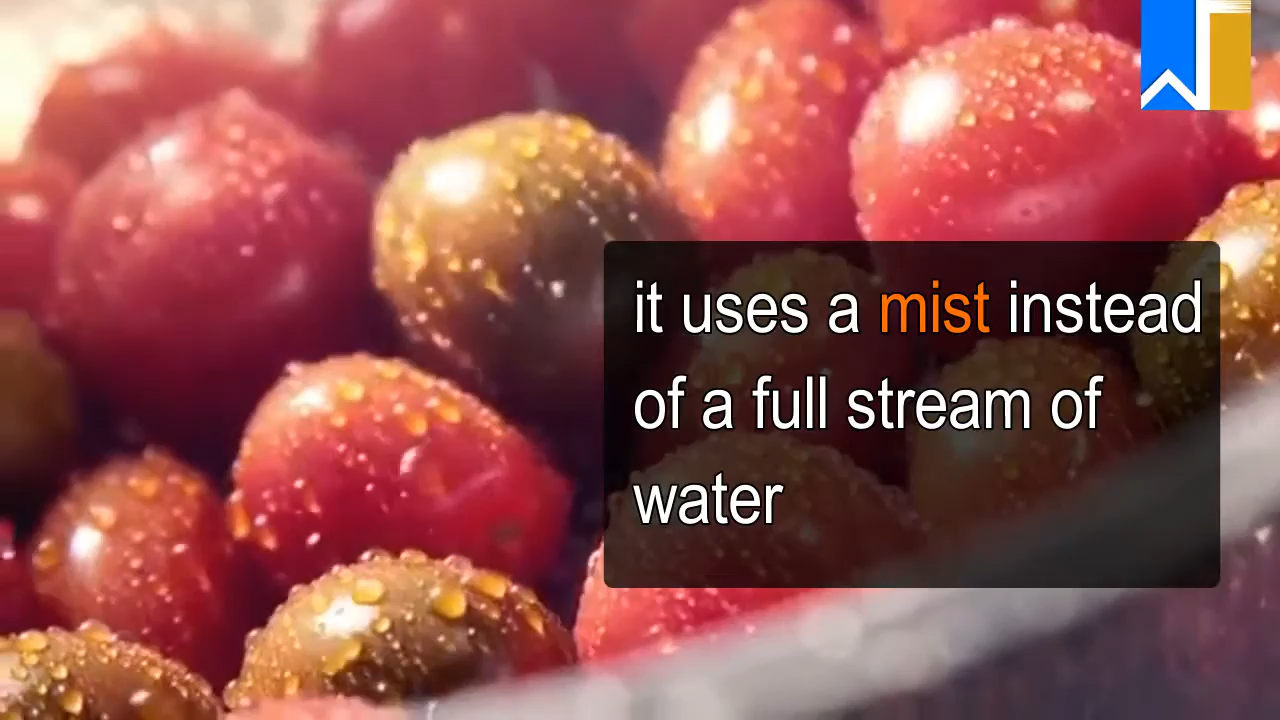 it uses a mist instead
of a full stream of
water